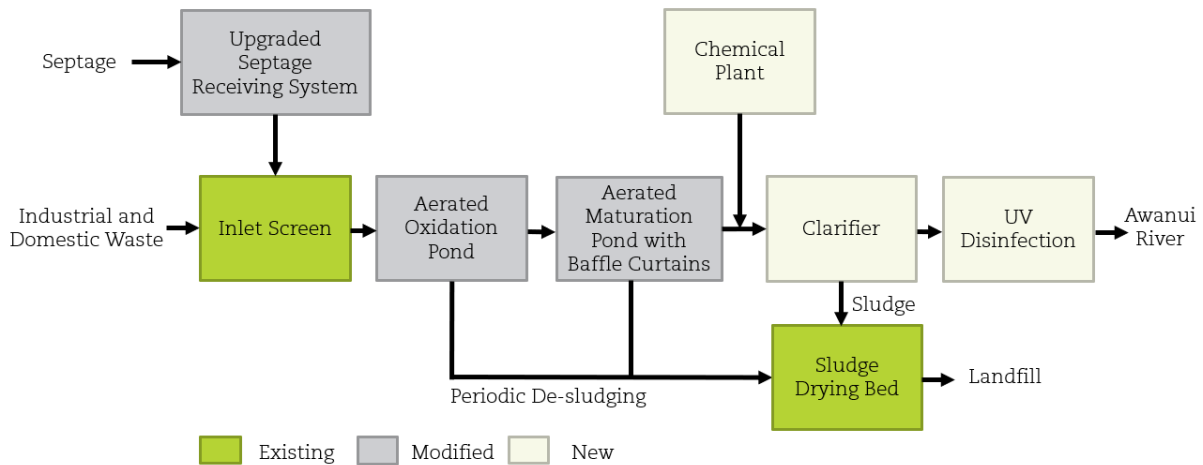 Septage
Upgraded
Septage
Receiving System
Chemical
Plant
Industrial and
Domestic Waste
Inlet Screen
Aerated
Oxidation
Pond
Aerated
Maturation
Pond with
Baffle Curtains
Clarifier
UV
Disinfection
Awanui
River
Sludge
Sludge
Drying Bed
Landfill
Periodic De-sludging
Existing
Modified
New